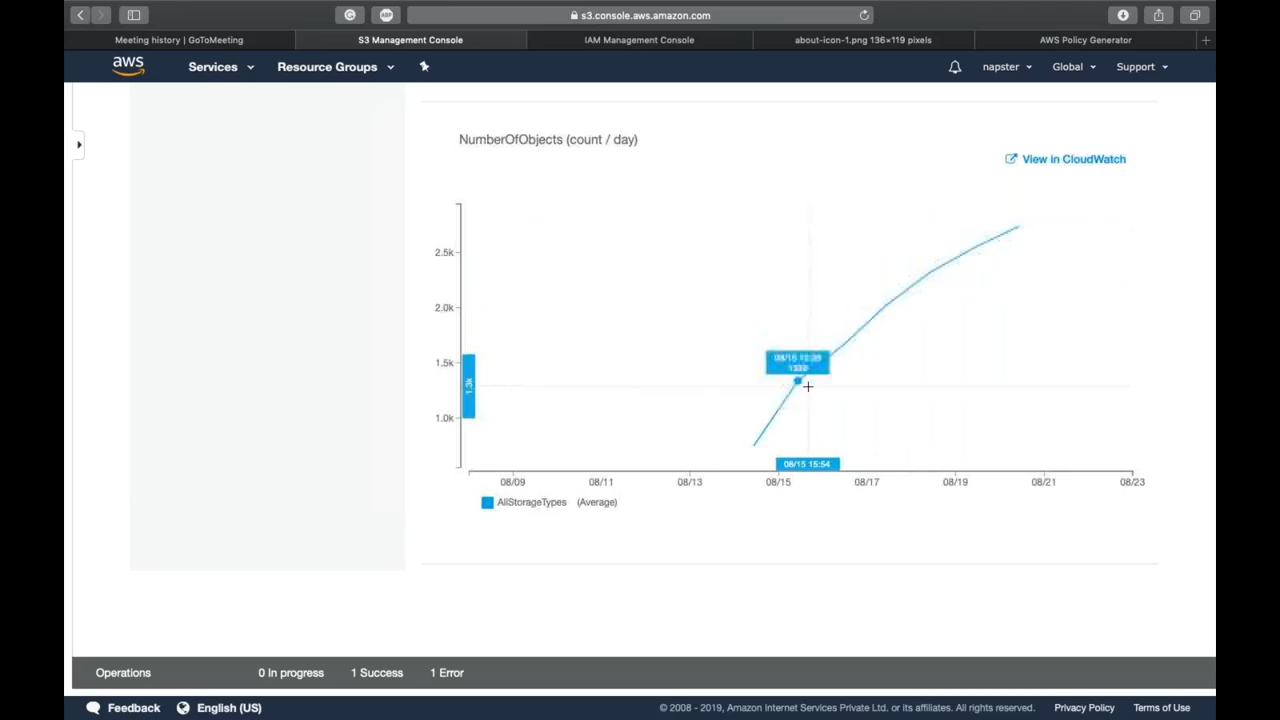 s3.console.aws.amazon.com
Meeting history | GoToMeeting
S3 Management Console
IAM Management Console
about-icon-1.png 136×119 pixels
AWS Policy Generator
aws
Services
Resource Groups
napster
Global
Support
NumberOfObjects (count / day)
View in CloudWatch
2.5k
2.0k
1.5k
1.0k
1.3k
08/15 15:54
08/09
08/11
08/13
08/15
08/17
08/19
08/21
08/23
AllStorageTypes (Average)
Operations
0 In progress
1 Success
1 Error
Feedback
English (US)
© 2008 - 2019, Amazon Internet Services Private Ltd. or its affiliates. All rights reserved.
Privacy Policy
Terms of Use